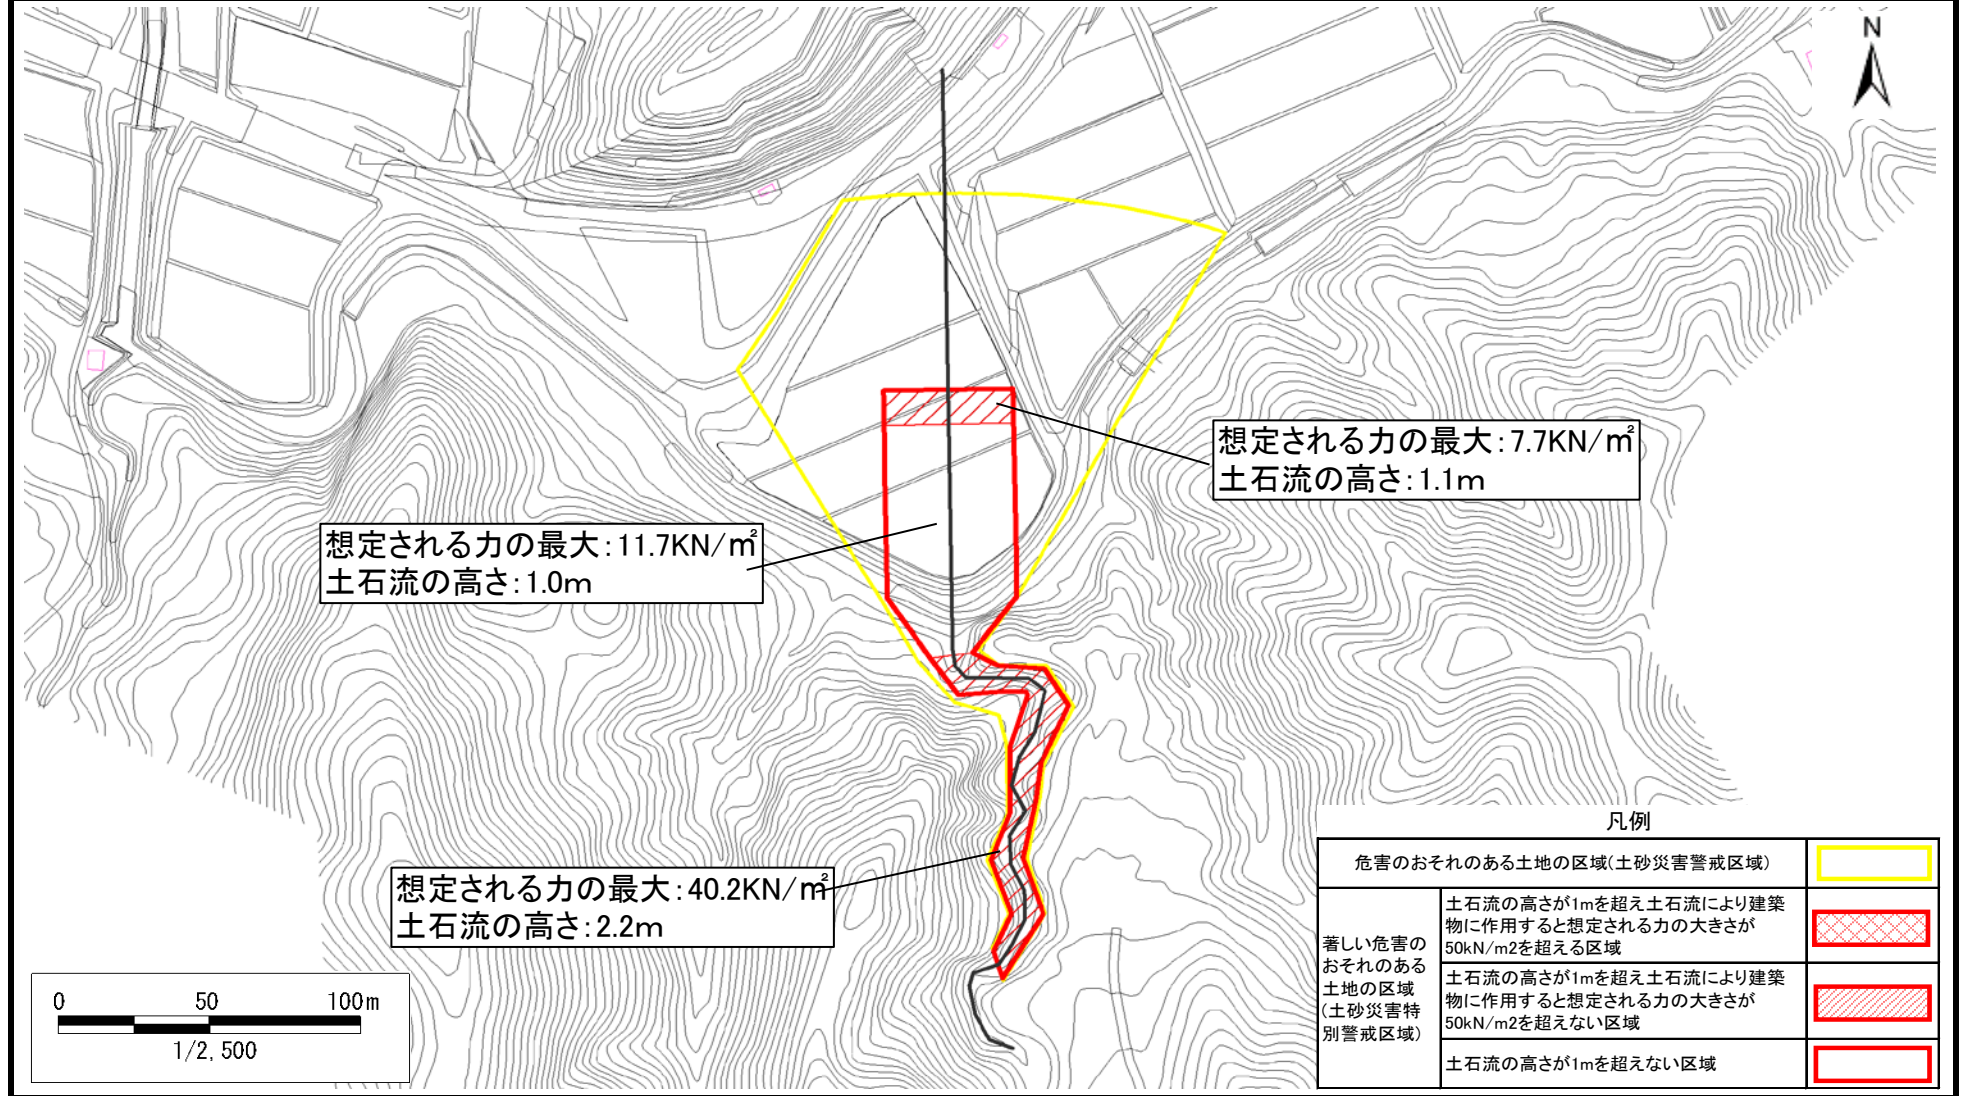 N
想定される力の最大：7.7KN/㎡
土石流の高さ：1.1m
想定される力の最大：11.7KN/㎡
土石流の高さ：1.0m
想定される力の最大：40.2KN/㎡
土石流の高さ：2.2m
0 50 100m
1/2,500
凡例
危害のおそれのある土地の区域(土砂災害警戒区域)
著しい危害の
おそれのある
土地の区域
(土砂災害特
別警戒区域)
土石流の高さが1mを超え土石流により建築
物に作用すると想定される力の大きさが
50kN/m2を超える区域
土石流の高さが1mを超え土石流により建築
物に作用すると想定される力の大きさが
50kN/m2を超えない区域
土石流の高さが1mを超えない区域